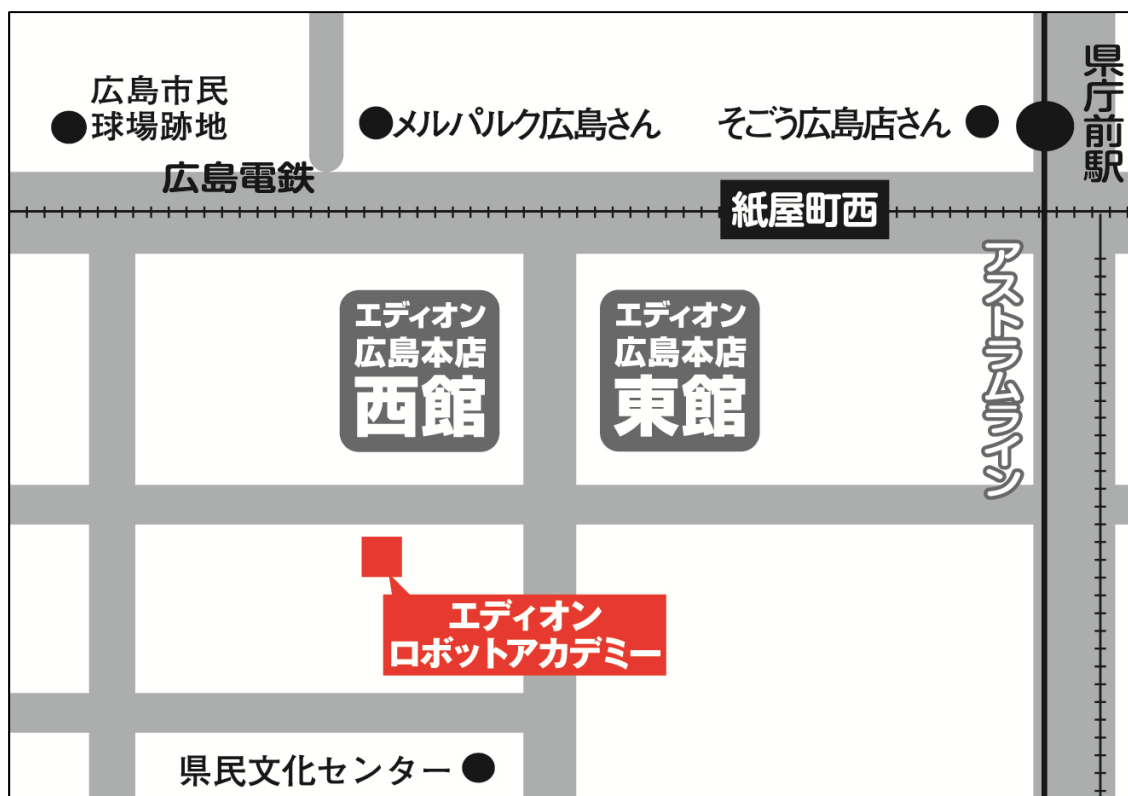 広島市民
球場跡地
メルパルク広島さん
そごう広島店さん
県庁前駅
広島電鉄
紙屋町西
アストラムライン
エディオン
広島本店
西館
エディオン
広島本店
東館
エディオン
ロボットアカデミー
県民文化センター